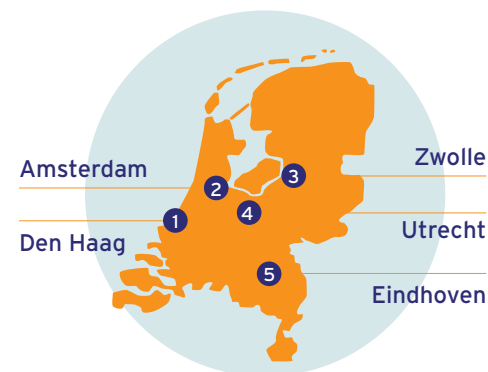 Amsterdam
Zwolle
2
3
4
1
Utrecht
Den Haag
5
Eindhoven